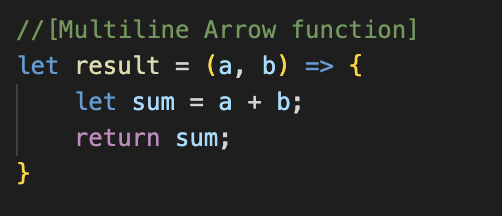 //[Multiline Arrow function]
let result = (a, b) => {
    let sum = a + b;
    return sum;
}